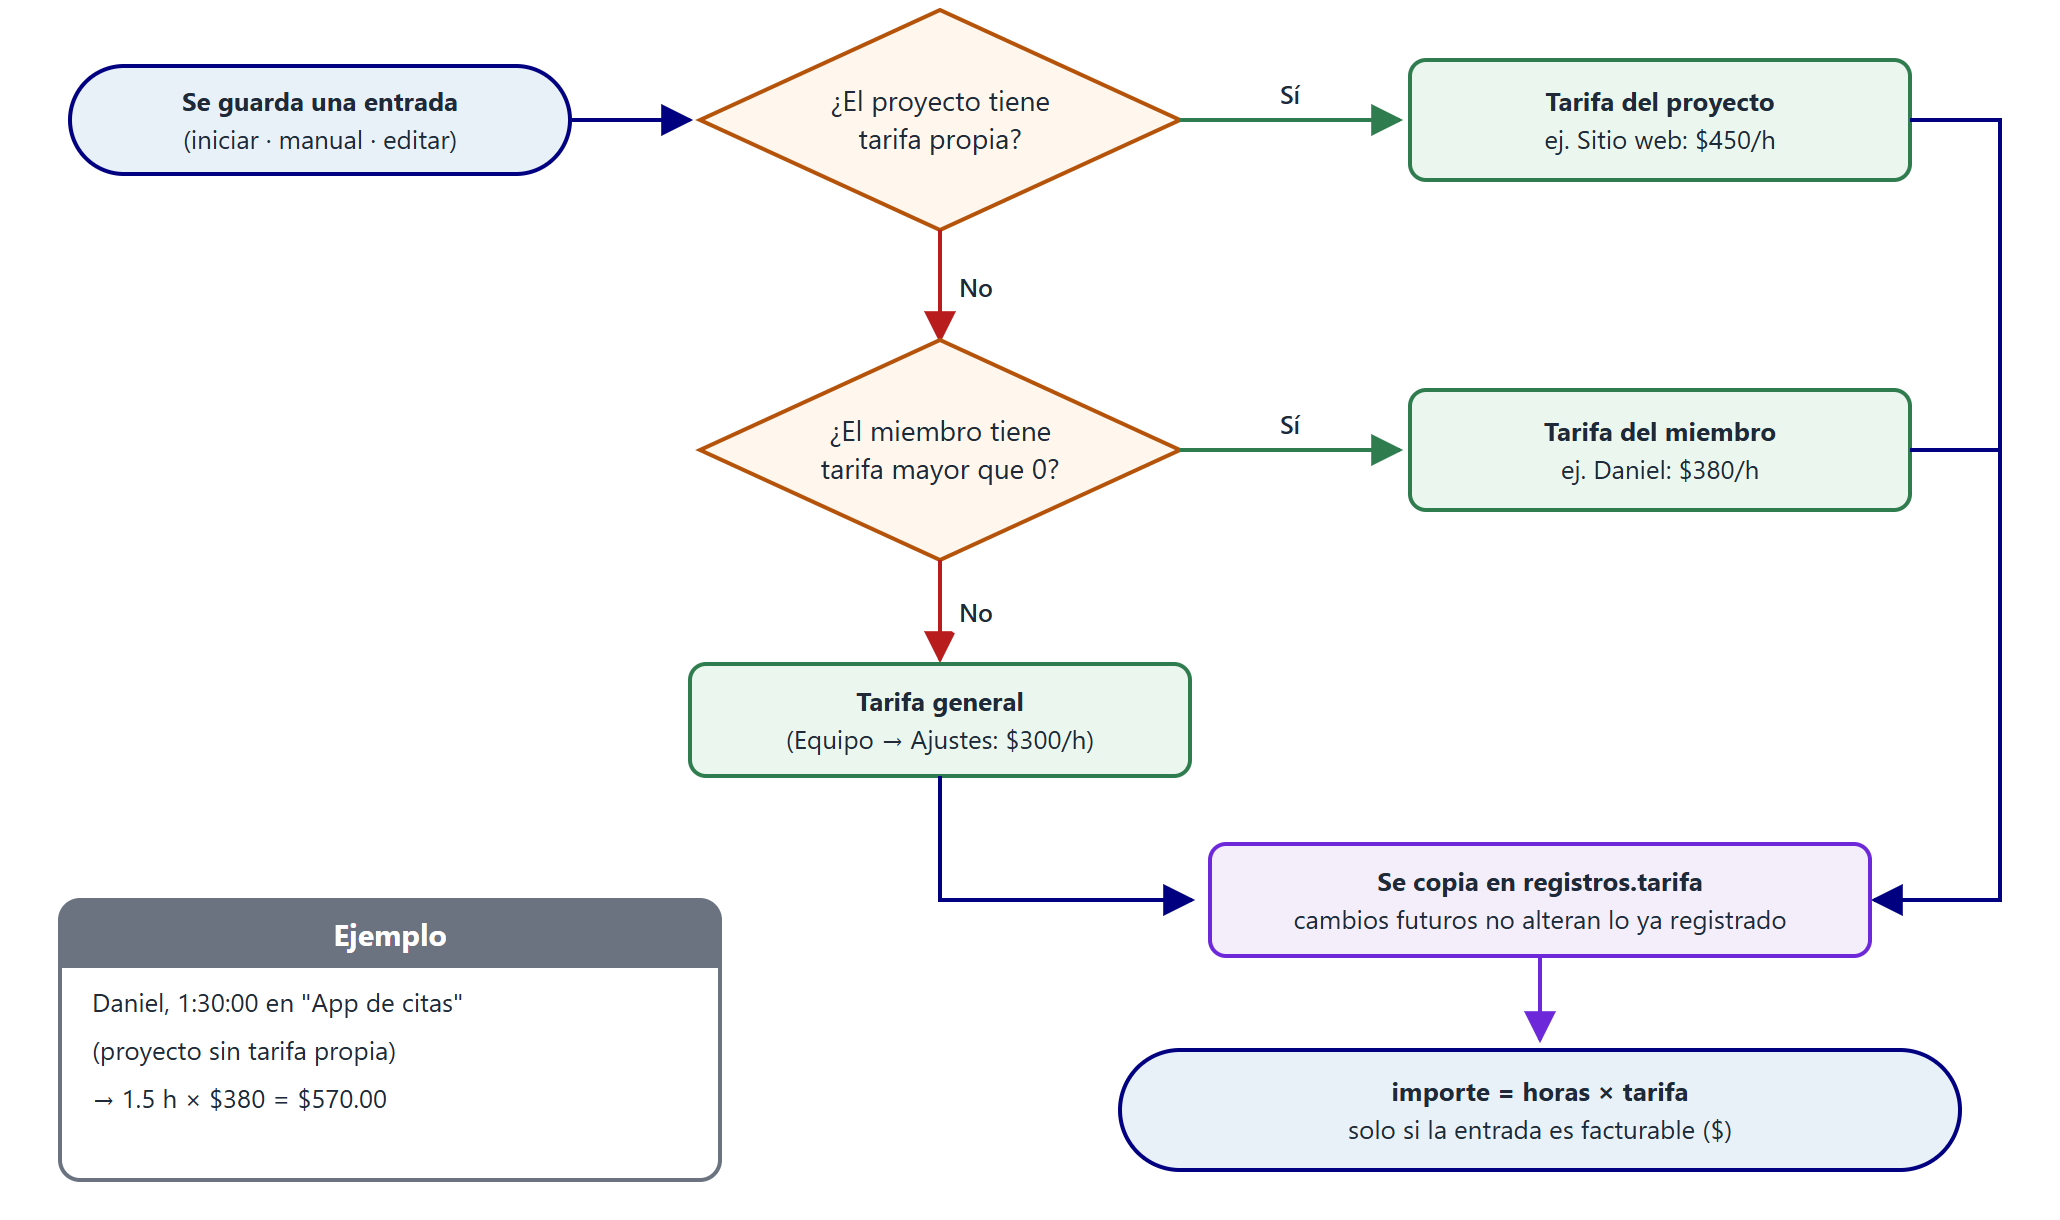 Se guarda una entrada
(iniciar · manual · editar)
¿El proyecto tiene
tarifa propia?
Sí
Tarifa del proyecto
ej. Sitio web: $450/h
No
¿El miembro tiene
tarifa mayor que 0?
Sí
Tarifa del miembro
ej. Daniel: $380/h
No
Tarifa general
(Equipo → Ajustes: $300/h)
Se copia en registros.tarifa
cambios futuros no alteran lo ya registrado
Ejemplo
Daniel, 1:30:00 en "App de citas"
(proyecto sin tarifa propia)
→ 1.5 h × $380 = $570.00
importe = horas × tarifa
solo si la entrada es facturable ($)